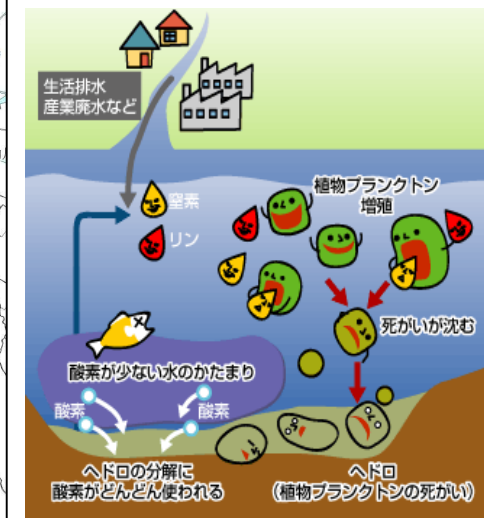 生活排水
産業廃水など
窒素
リン
植物プランクトン
増殖
死がいが沈む
酸素が少ない水のかたまり
酸素
酸素
ヘドロの分解に
酸素がどんどん使われる
ヘドロ
(植物プランクトンの死がい)